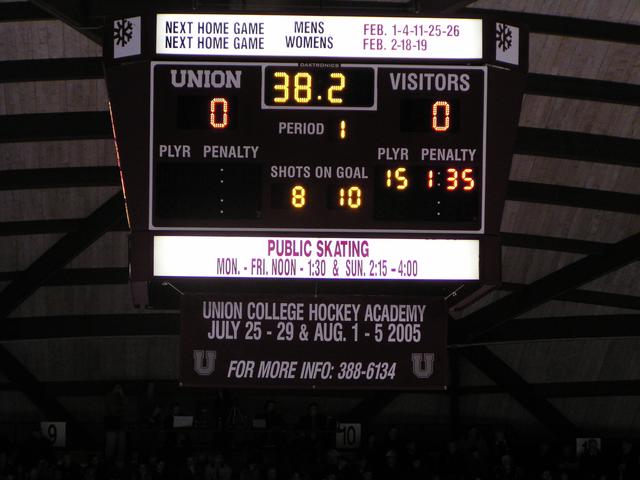 NEXT HOME GAME MENS FEB. 1-4-11-25-26
NEXT HOME GAME WOMENS FEB. 2-18-19
DAKTRONICS
UNION 38.2 VISITORS
0 0
PERIOD 1
PLYR PENALTY SHOTS ON GOAL PLYR PENALTY
8 10 15 1:35
PUBLIC SKATING
MON. - FRI. NOON - 1:30 & SUN. 2:15 - 4:00
UNION COLLEGE HOCKEY ACADEMY
JULY 25 - 29 & AUG. 1 - 5 2005
U FOR MORE INFO: 388-6134 U
9 10